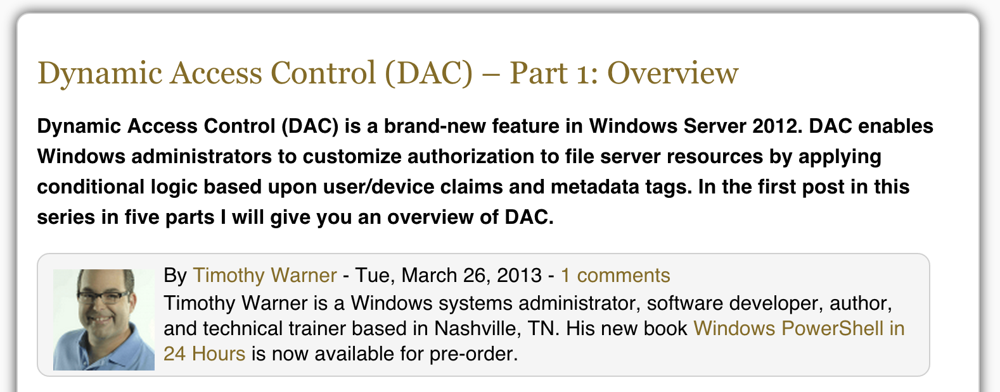 Dynamic Access Control (DAC) – Part 1: Overview
Dynamic Access Control (DAC) is a brand-new feature in Windows Server 2012. DAC enables
Windows administrators to customize authorization to file server resources by applying
conditional logic based upon user/device claims and metadata tags. In the first post in this
series in five parts I will give you an overview of DAC.
By Timothy Warner - Tue, March 26, 2013 - 1 comments
Timothy Warner is a Windows systems administrator, software developer, author,
and technical trainer based in Nashville, TN. His new book Windows PowerShell in
24 Hours is now available for pre-order.